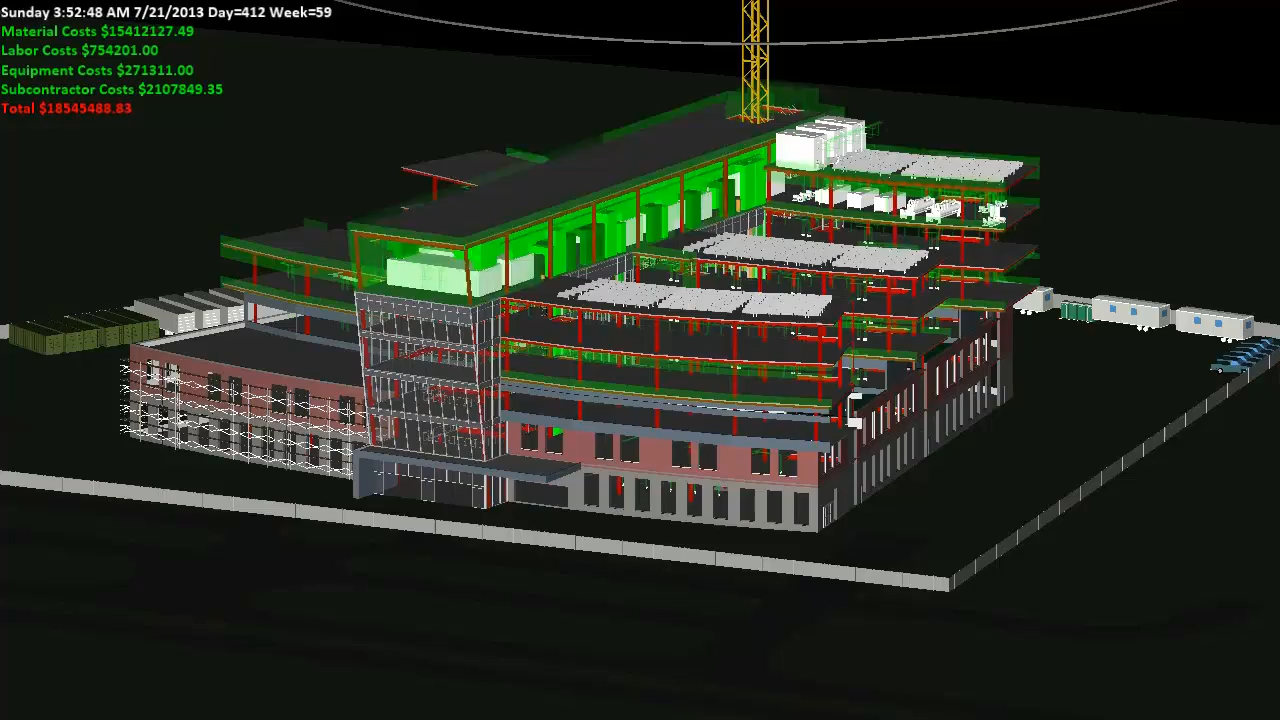 Sunday 3:52:48 AM 7/21/2013 Day=412 Week=59
Material Costs $15412127.49
Labor Costs $754201.00
Equipment Costs $271311.00
Subcontractor Costs $2107849.35
Total $18545488.83